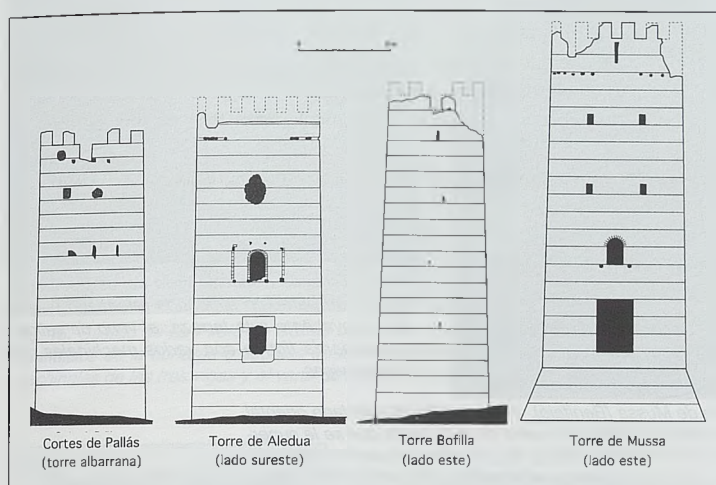 Cortes de Pallás
(torre albarrana)
Torre de Aledua
(lado sureste)
Torre Bofilla
(lado este)
Torre de Mussa
(lado este)